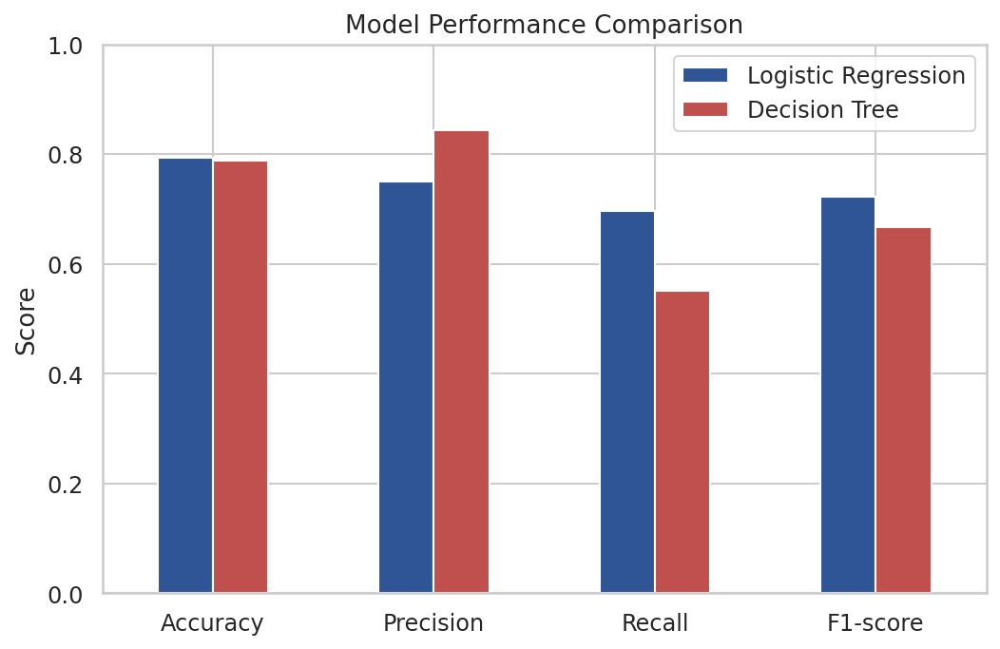 Model Performance Comparison
Logistic Regression
Decision Tree
Score
1.0
0.8
0.6
0.4
0.2
0.0
Accuracy
Precision
Recall
F1-score